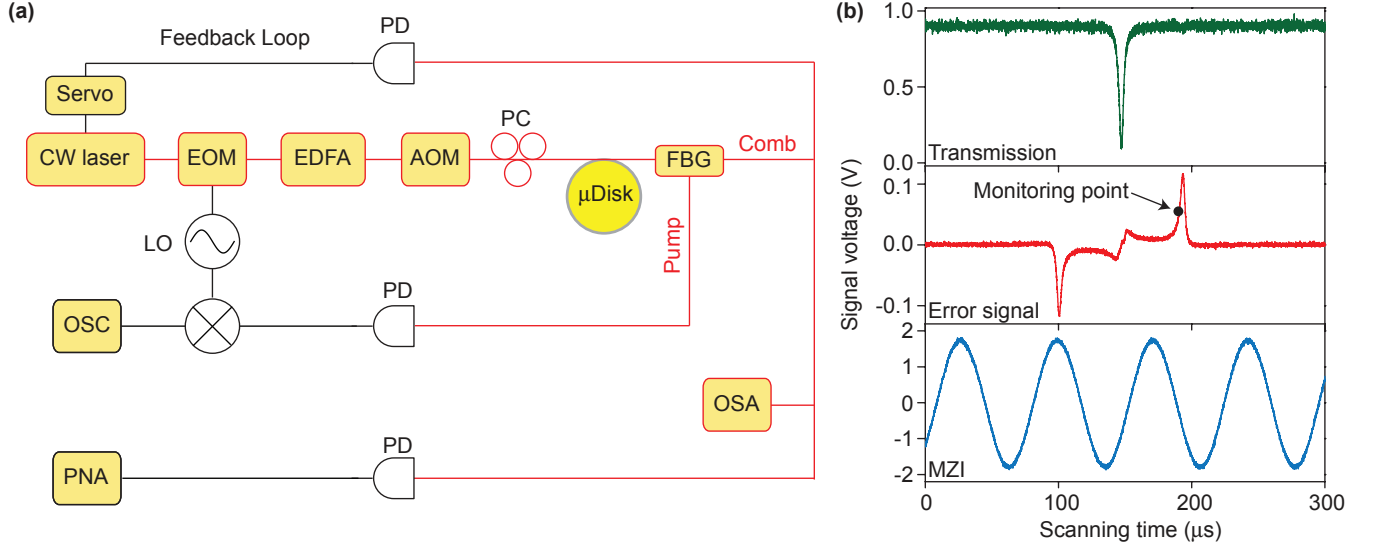 (a)
Feedback Loop
PD
Servo
PC
CW laser
EOM
EDFA
AOM
FBG
Comb
μDisk
LO
Pump
PD
OSC
OSA
PD
PNA
(b)
Signal voltage (V)
1.0
0.5
0.0
Transmission
0.1
0.0
-0.1
Monitoring point
Error signal
2
1
0
-1
-2
MZI
0
100
200
300
Scanning time (μs)